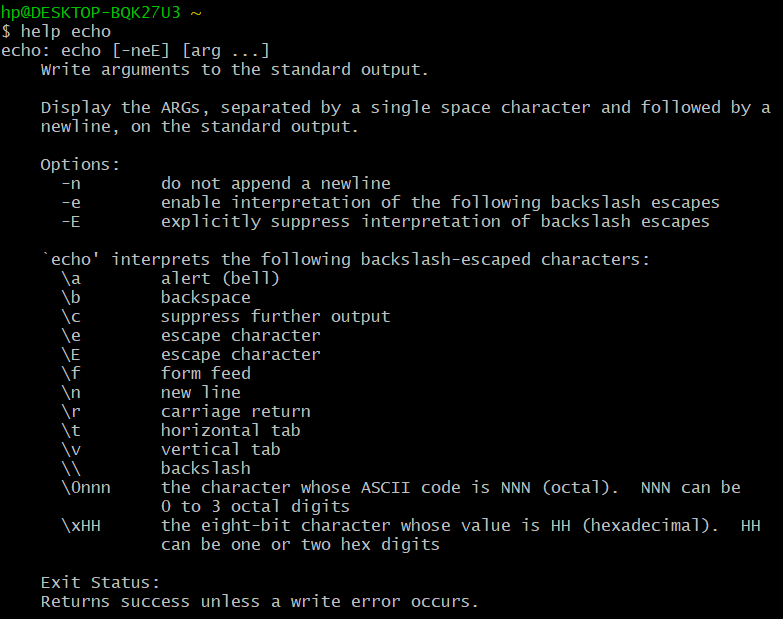 hp@DESKTOP-BQK27U3 ~
$ help echo
echo: echo [-neE] [arg ...]
    Write arguments to the standard output.

    Display the ARGs, separated by a single space character and followed by a
    newline, on the standard output.

    Options:
      -n        do not append a newline
      -e        enable interpretation of the following backslash escapes
      -E        explicitly suppress interpretation of backslash escapes

    `echo' interprets the following backslash-escaped characters:
      \a        alert (bell)
      \b        backspace
      \c        suppress further output
      \e        escape character
      \E        escape character
      \f        form feed
      \n        new line
      \r        carriage return
      \t        horizontal tab
      \v        vertical tab
      \\        backslash
      \0nnn     the character whose ASCII code is NNN (octal).  NNN can be
                0 to 3 octal digits
      \xHH      the eight-bit character whose value is HH (hexadecimal).  HH
                can be one or two hex digits

    Exit Status:
    Returns success unless a write error occurs.